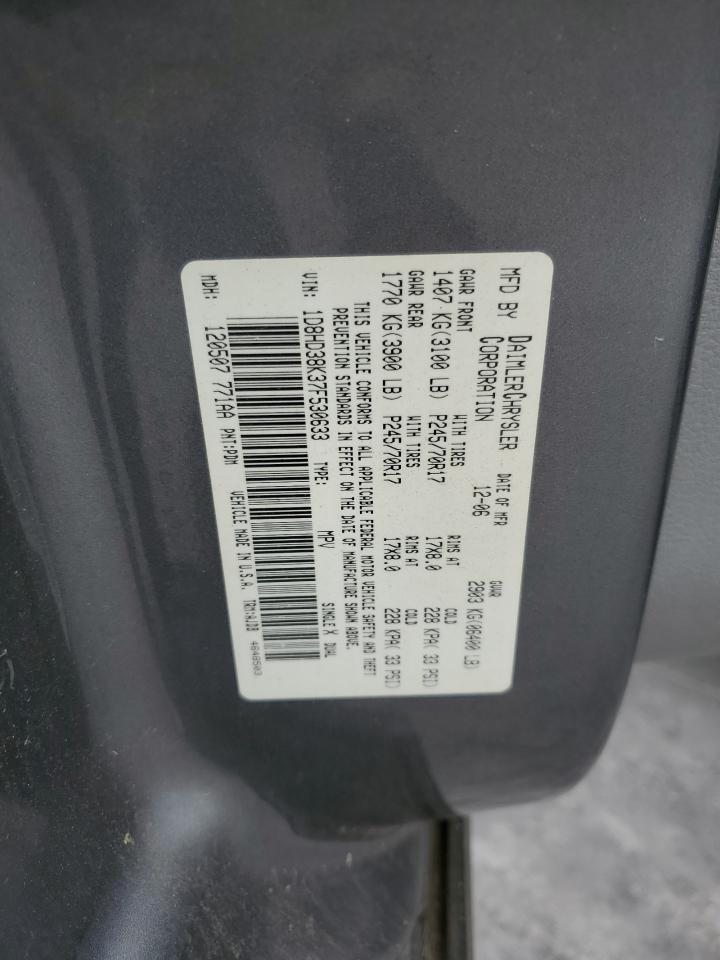 MFD BY DAIMLERCHRYSLER CORPORATION
DATE OF MFR 12-06
GVWR 2903 KG(06400 LB)
GAWR FRONT WITH TIRES RIMS AT COLD
1407 KG(3100 LB) P245/70R17 17X8.0 228 KPA( 33 PSI)
GAWR REAR WITH TIRES RIMS AT COLD
1770 KG(3900 LB) P245/70R17 17X8.0 228 KPA( 33 PSI)
THIS VEHICLE CONFORMS TO ALL APPLICABLE FEDERAL MOTOR VEHICLE SAFETY AND THEFT
PREVENTION STANDARDS IN EFFECT ON THE DATE OF MANUFACTURE SHOWN ABOVE.
VIN: 1D8HD38K37F530633 TYPE: MPV SINGLE X DUAL
MDH: 120507 771AA PNT:PDM VEHICLE MADE IN U.S.A. TRM:AJDB 4648503